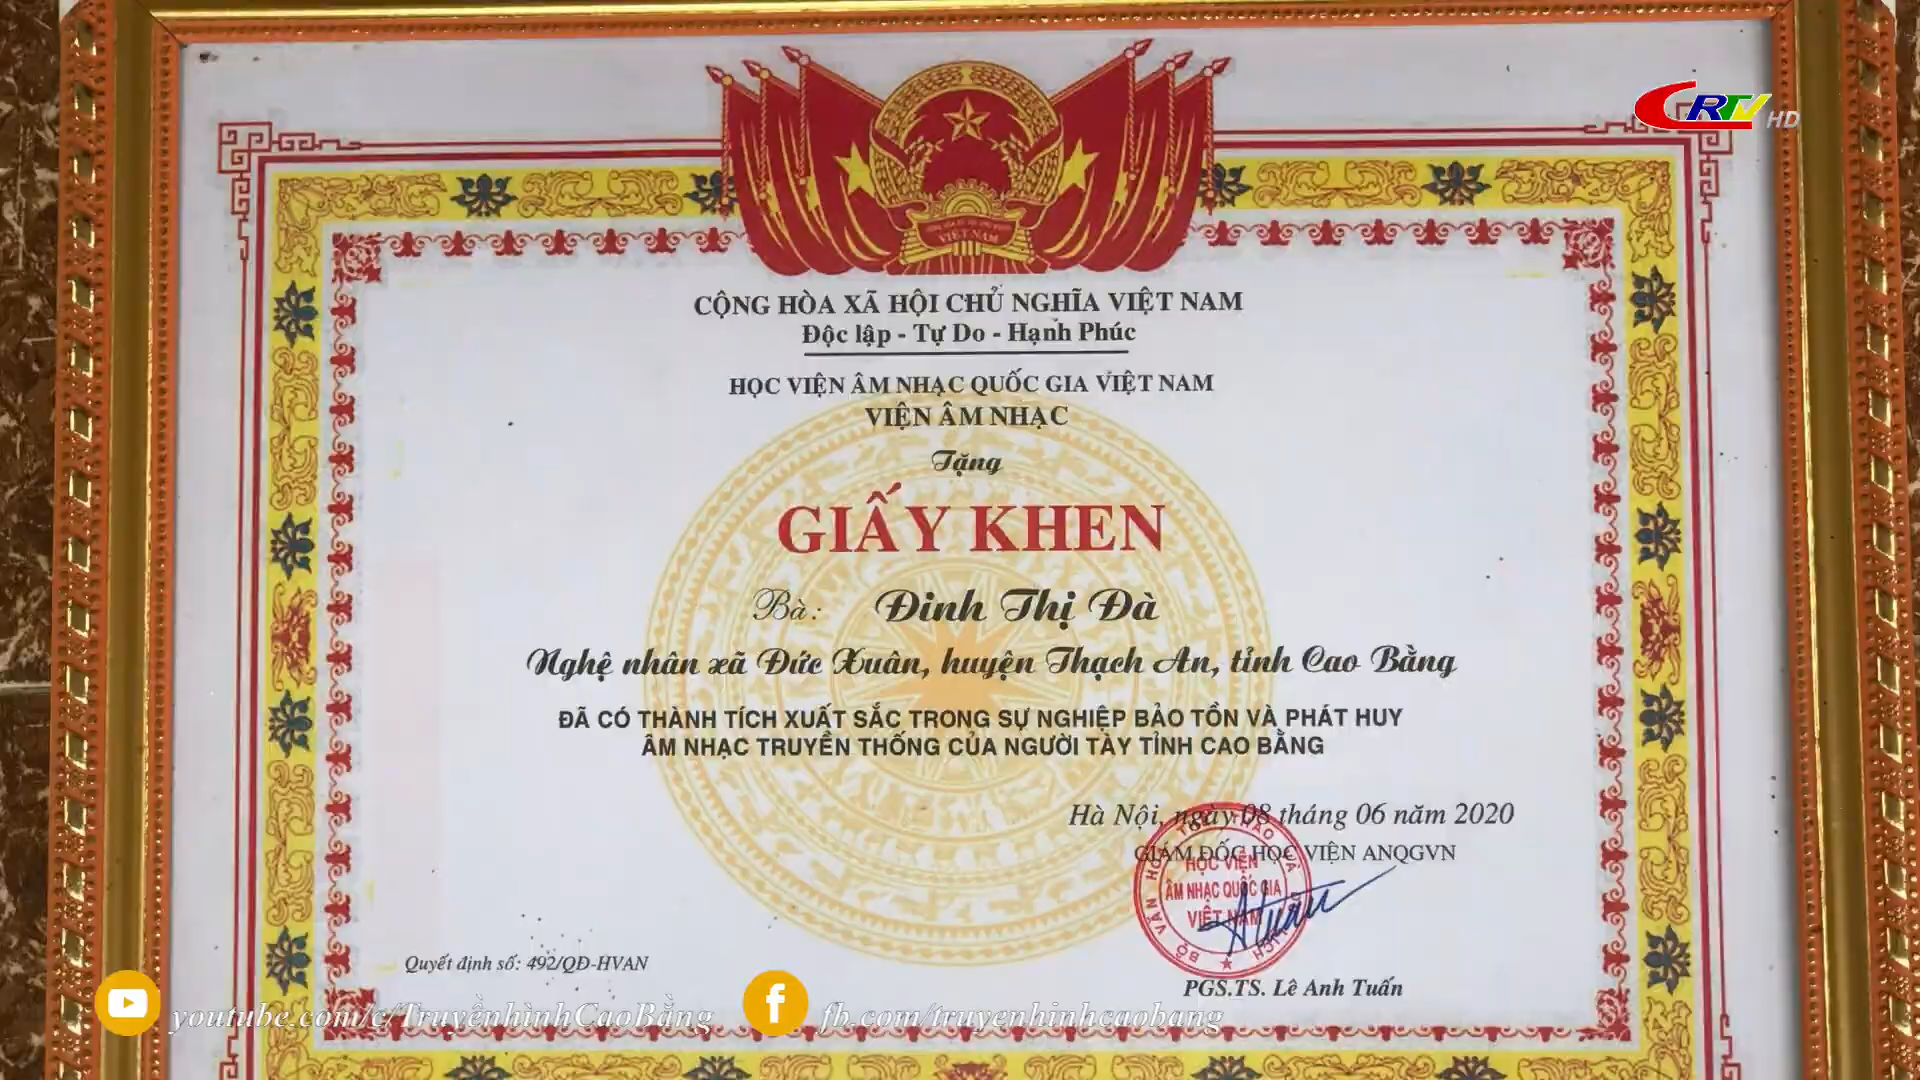 CRTV HD
VIỆT NAM
CỘNG HÒA XÃ HỘI CHỦ NGHĨA VIỆT NAM
Độc lập - Tự Do - Hạnh Phúc
HỌC VIỆN ÂM NHẠC QUỐC GIA VIỆT NAM
VIỆN ÂM NHẠC
Tặng
GIẤY KHEN
Bà: Đinh Thị Đà
Nghệ nhân xã Đức Xuân, huyện Thạch An, tỉnh Cao Bằng
ĐÃ CÓ THÀNH TÍCH XUẤT SẮC TRONG SỰ NGHIỆP BẢO TỒN VÀ PHÁT HUY
ÂM NHẠC TRUYỀN THỐNG CỦA NGƯỜI TÀY TỈNH CAO BẰNG
Hà Nội, ngày 08 tháng 06 năm 2020
GIÁM ĐỐC HỌC VIỆN ANQGVN
HỌC VIỆN
ÂM NHẠC QUỐC GIA
VIỆT NAM
PGS.TS. Lê Anh Tuấn
Quyết định số: 492/QĐ-HVAN
youtube.com/c/TruyềnhìnhCaoBằng
fb.com/truyenhinhcaobang